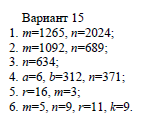 Вариант 15
1. m=1265, n=2024;
2. m=1092, n=689;
3. n=634;
4. a=6, b=312, n=371;
5. r=16, m=3;
6. m=5, n=9, r=11, k=9.